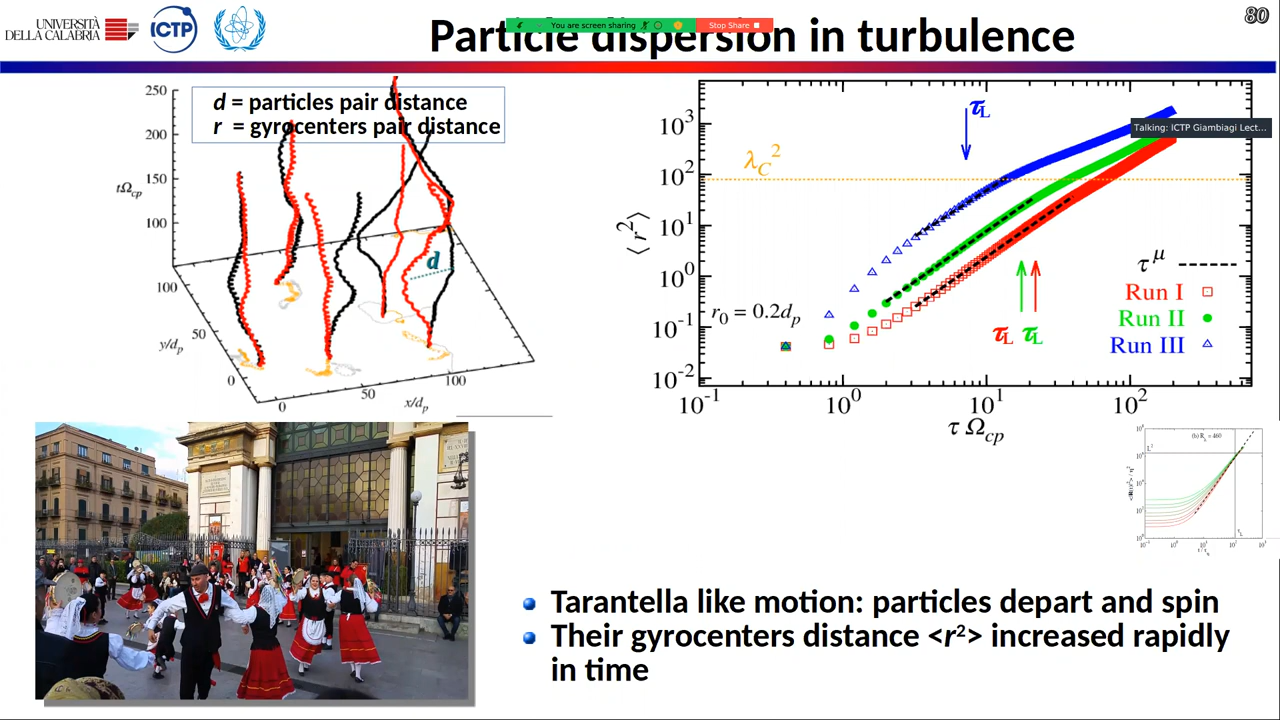 UNIVERSITÀ
DELLA CALABRIA
ICTP
80
You are screen sharing
Stop Share
Particle dispersion in turbulence
Talking: ICTP Giambiagi Lect...
d = particles pair distance
r = gyrocenters pair distance
250
200
150
100
tΩcp
100
50
0
y/dp
d
0
50
100
x/dp
τL
λC²
10³
10²
10¹
10⁰
10⁻¹
10⁻²
⟨ r² ⟩
r₀ = 0.2dp
τL τL
τ^μ
Run I
Run II
Run III
10⁻¹ 10⁰ 10¹ 10²
τ Ωcp
L²
Tarantella like motion: particles depart and spin
Their gyrocenters distance <r²> increased rapidly
in time